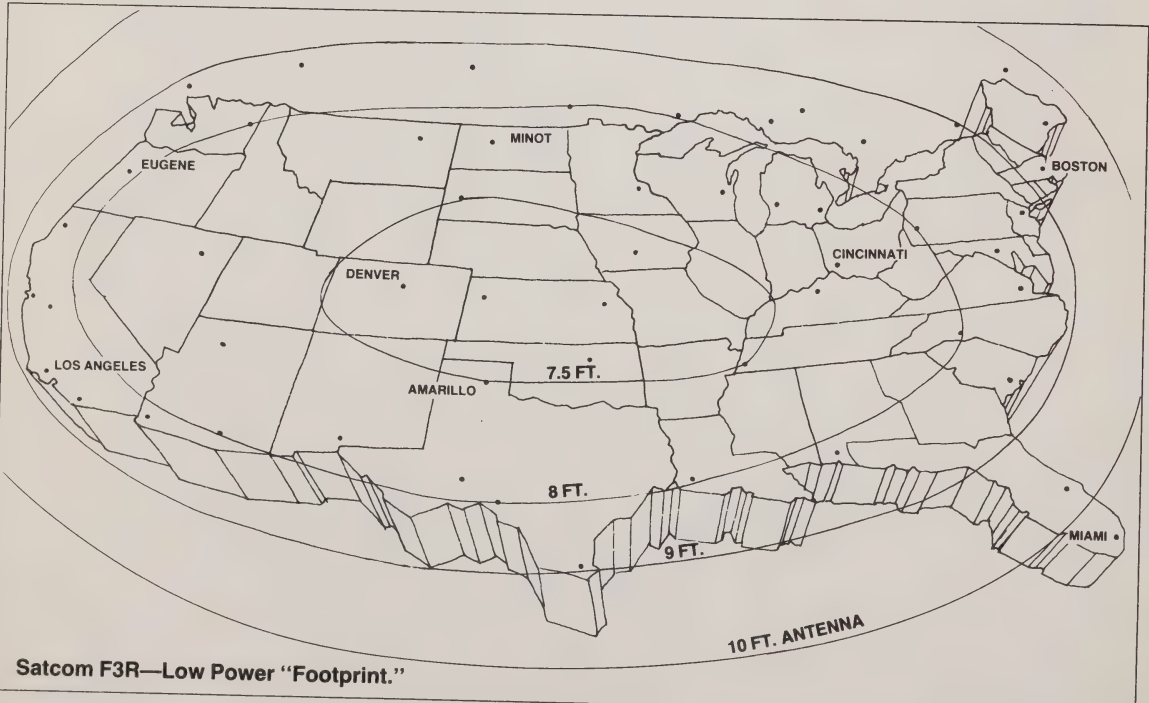 MINOT
EUGENE
BOSTON
CINCINNATI
DENVER
LOS ANGELES
7.5 FT.
AMARILLO
8 FT.
MIAMI
9 FT.
10 FT. ANTENNA
Satcom F3R—Low Power “Footprint.”